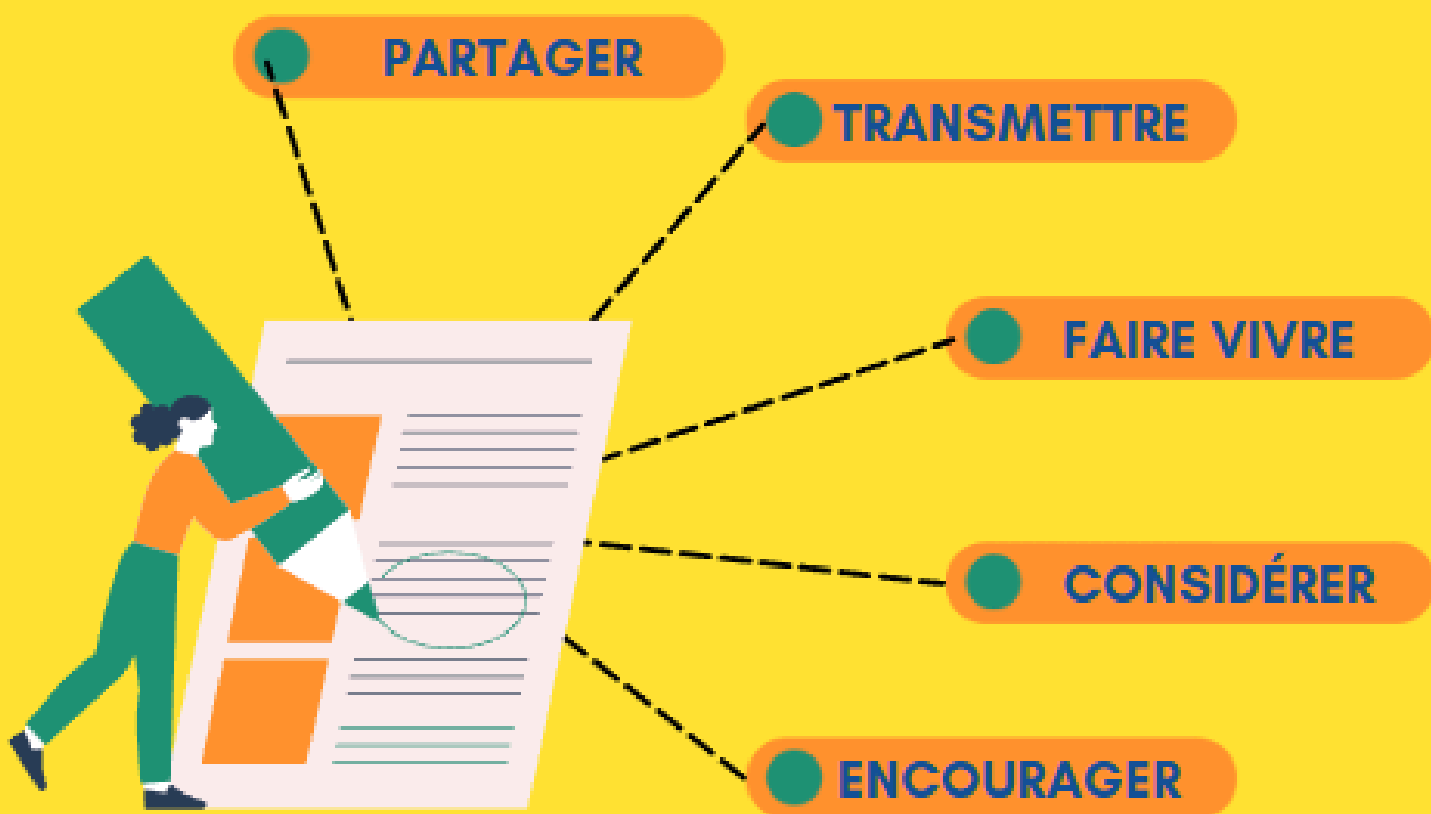 PARTAGER
TRANSMETTRE
FAIRE VIVRE
CONSIDÉRER
ENCOURAGER